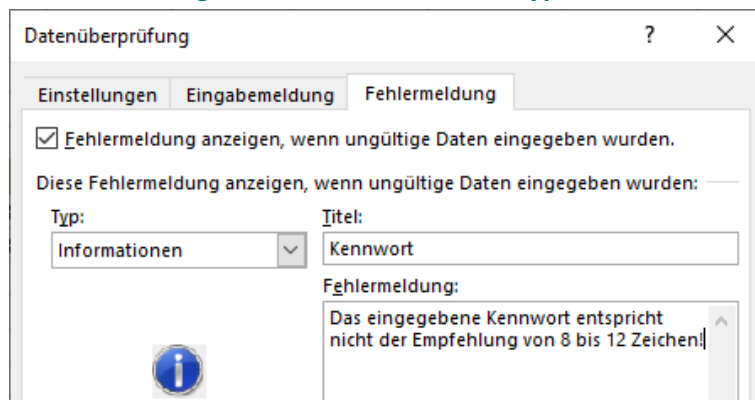 Datenüberprüfung ? ×
Einstellungen Eingabemeldung Fehlermeldung
Fehlermeldung anzeigen, wenn ungültige Daten eingegeben wurden.
Diese Fehlermeldung anzeigen, wenn ungültige Daten eingegeben wurden:
Typ: Titel:
Informationen Kennwort
Fehlermeldung:
Das eingegebene Kennwort entspricht
nicht der Empfehlung von 8 bis 12 Zeichen!